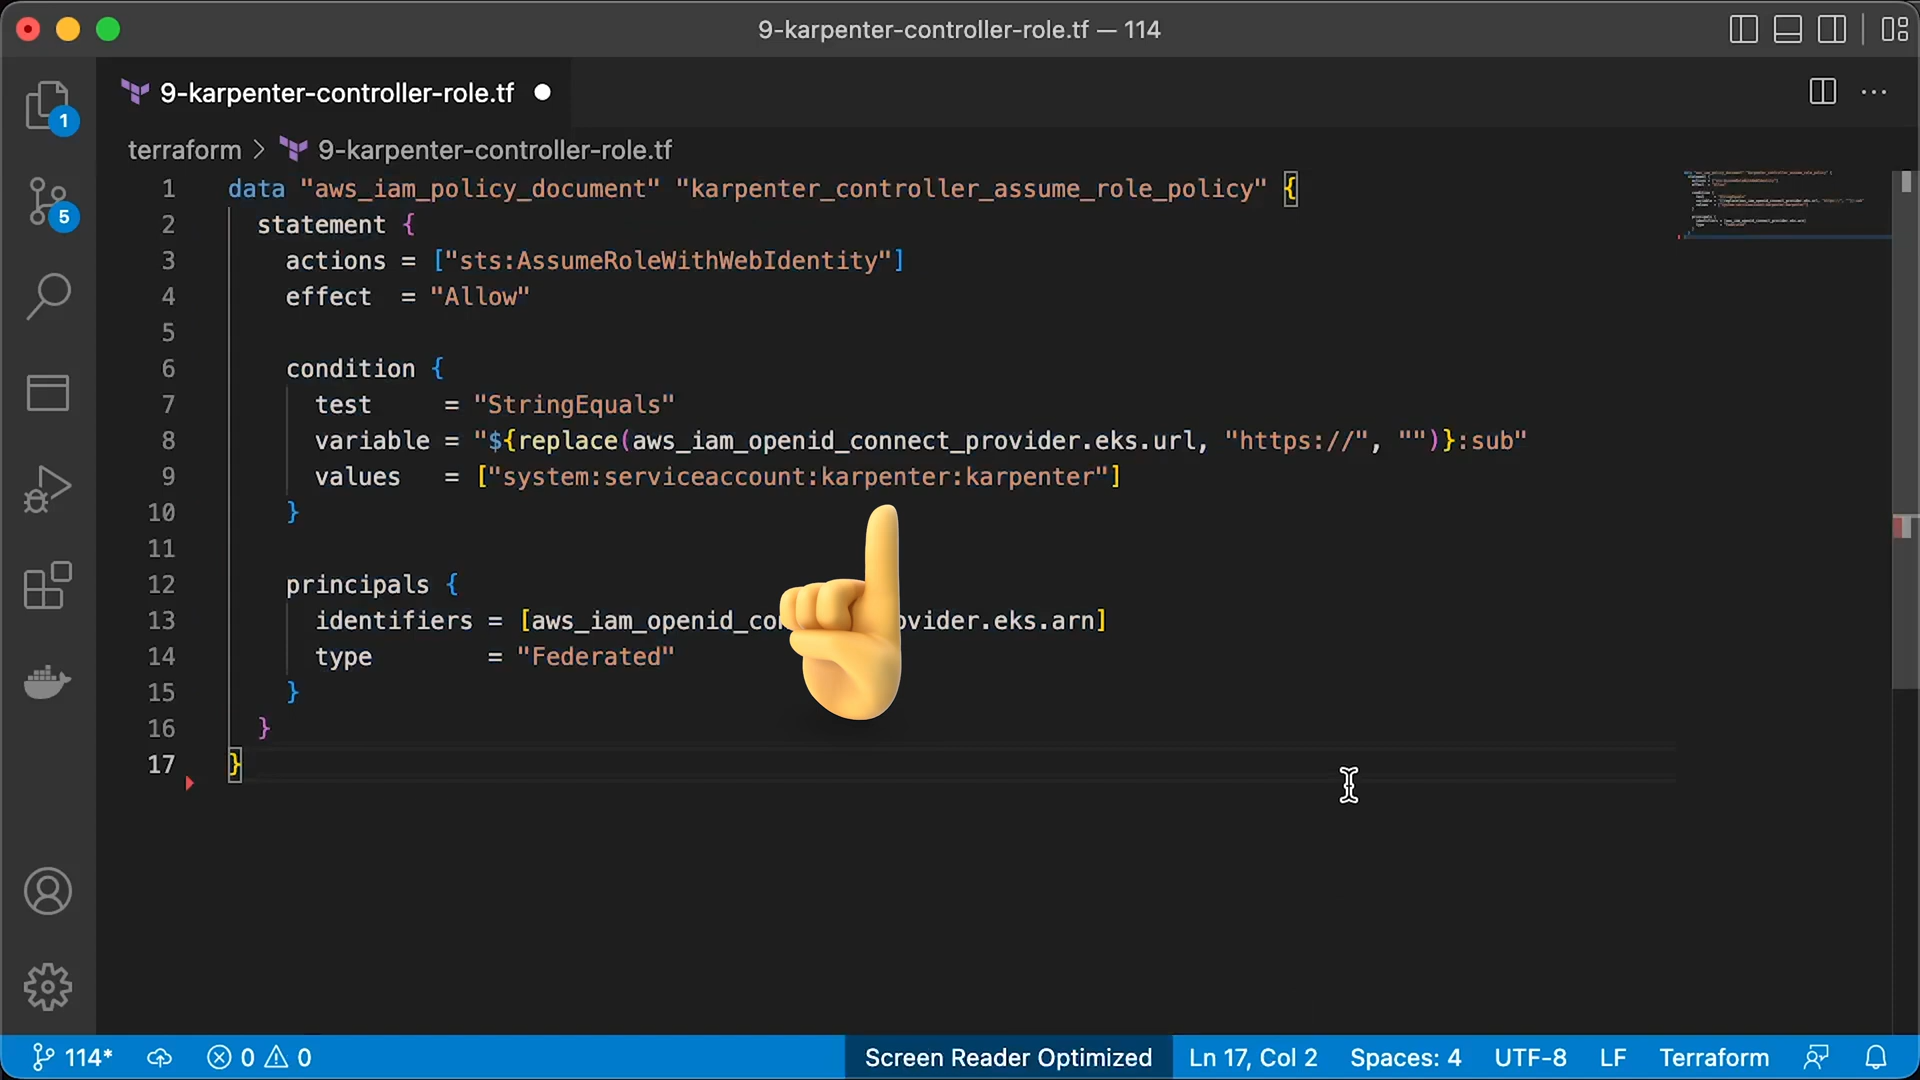 9-karpenter-controller-role.tf — 114
9-karpenter-controller-role.tf
terraform > 9-karpenter-controller-role.tf
1 data "aws_iam_policy_document" "karpenter_controller_assume_role_policy" {
2 statement {
3 actions = ["sts:AssumeRoleWithWebIdentity"]
4 effect = "Allow"
5
6 condition {
7 test = "StringEquals"
8 variable = "${replace(aws_iam_openid_connect_provider.eks.url, "https://", "")}:sub"
9 values = ["system:serviceaccount:karpenter:karpenter"]
10 }
11
12 principals {
13 identifiers = [aws_iam_openid_co ovider.eks.arn]
14 type = "Federated"
15 }
16 }
17 }
1
5
114* 0 0 Screen Reader Optimized Ln 17, Col 2 Spaces: 4 UTF-8 LF Terraform